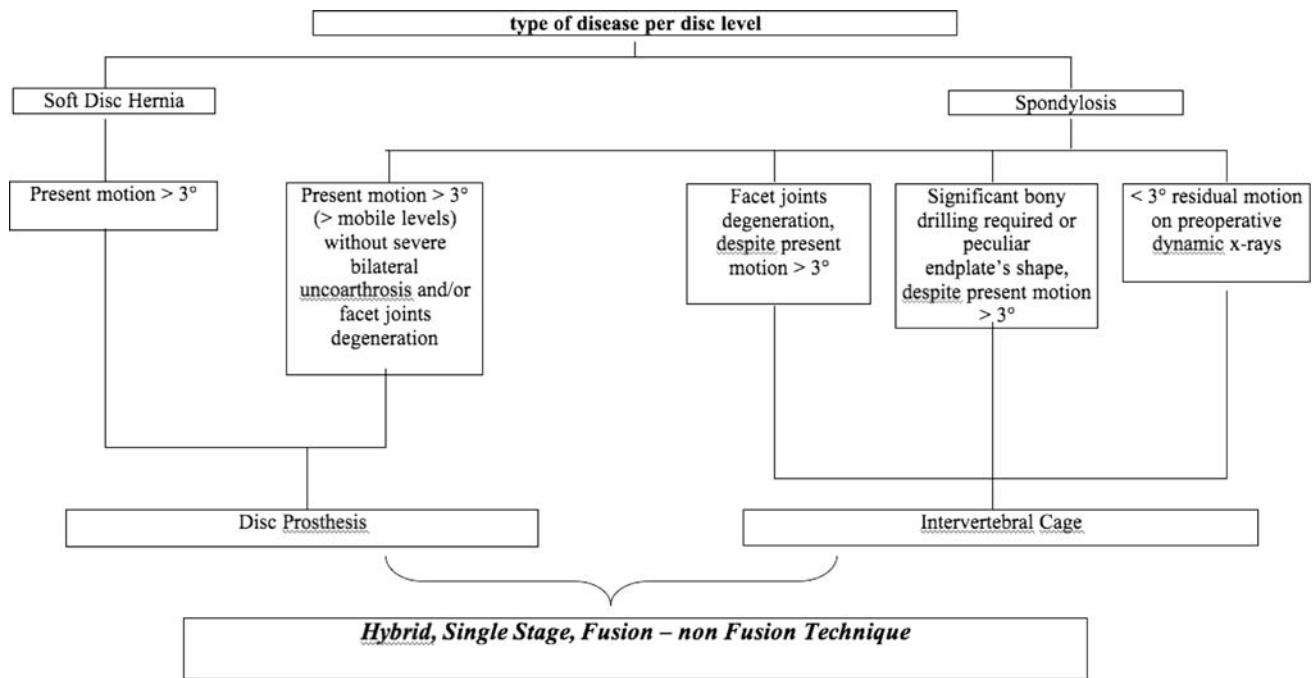 type of disease per disc level
Soft Disc Hernia
Spondylosis
Present motion > 3°
Present motion > 3°
(> mobile levels)
without severe
bilateral
uncoarthrosis and/or
facet joints
degeneration
Facet joints
degeneration,
despite present
motion > 3°
Significant bony
drilling required or
peculiar
endplate's shape,
despite present motion
> 3°
< 3° residual motion
on preoperative
dynamic x-rays
Disc Prosthesis
Intervertebral Cage
Hybrid, Single Stage, Fusion – non Fusion Technique